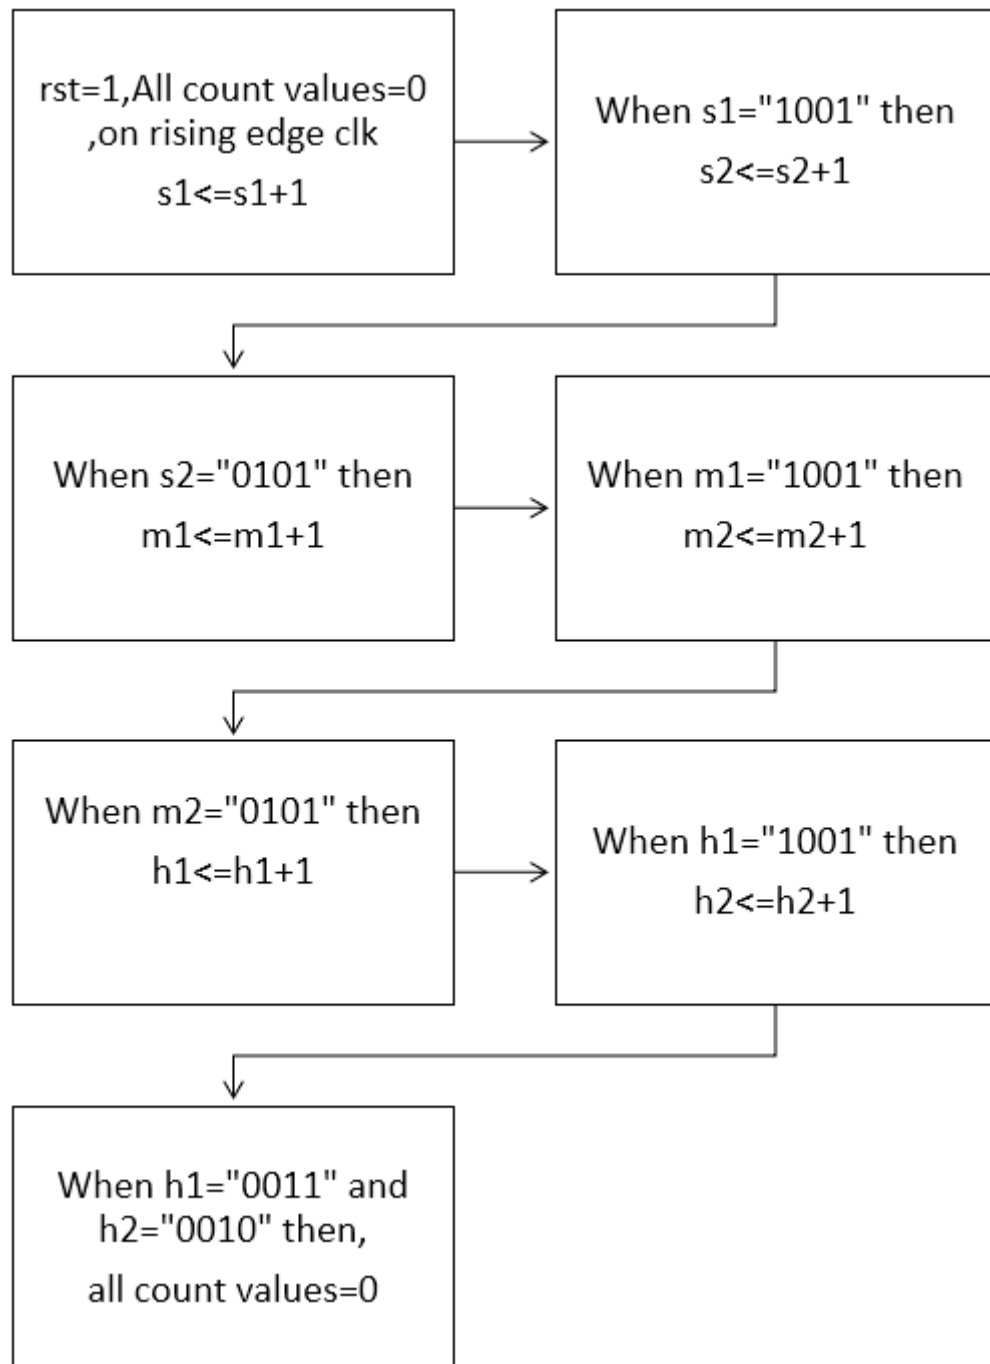 rst=1,All count values=0
,on rising edge clk
s1<=s1+1
When s1="1001" then
s2<=s2+1
When s2="0101" then
m1<=m1+1
When m1="1001" then
m2<=m2+1
When m2="0101" then
h1<=h1+1
When h1="1001" then
h2<=h2+1
When h1="0011" and
h2="0010" then,
all count values=0